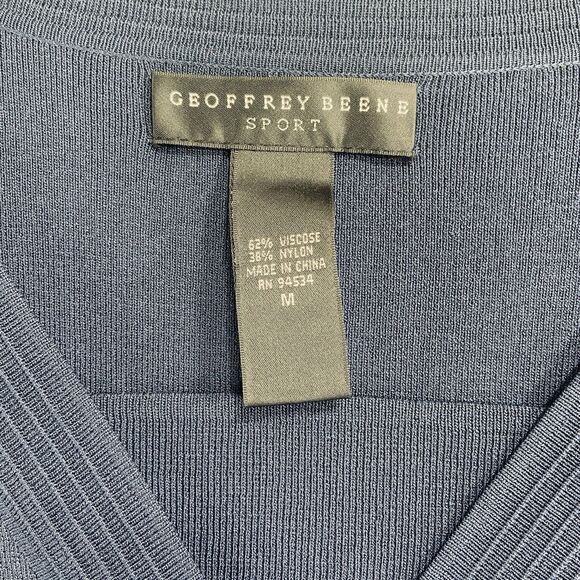 GEOFFREY BEENE
SPORT
62% VISCOSE
38% NYLON
MADE IN CHINA
RN 94534
M